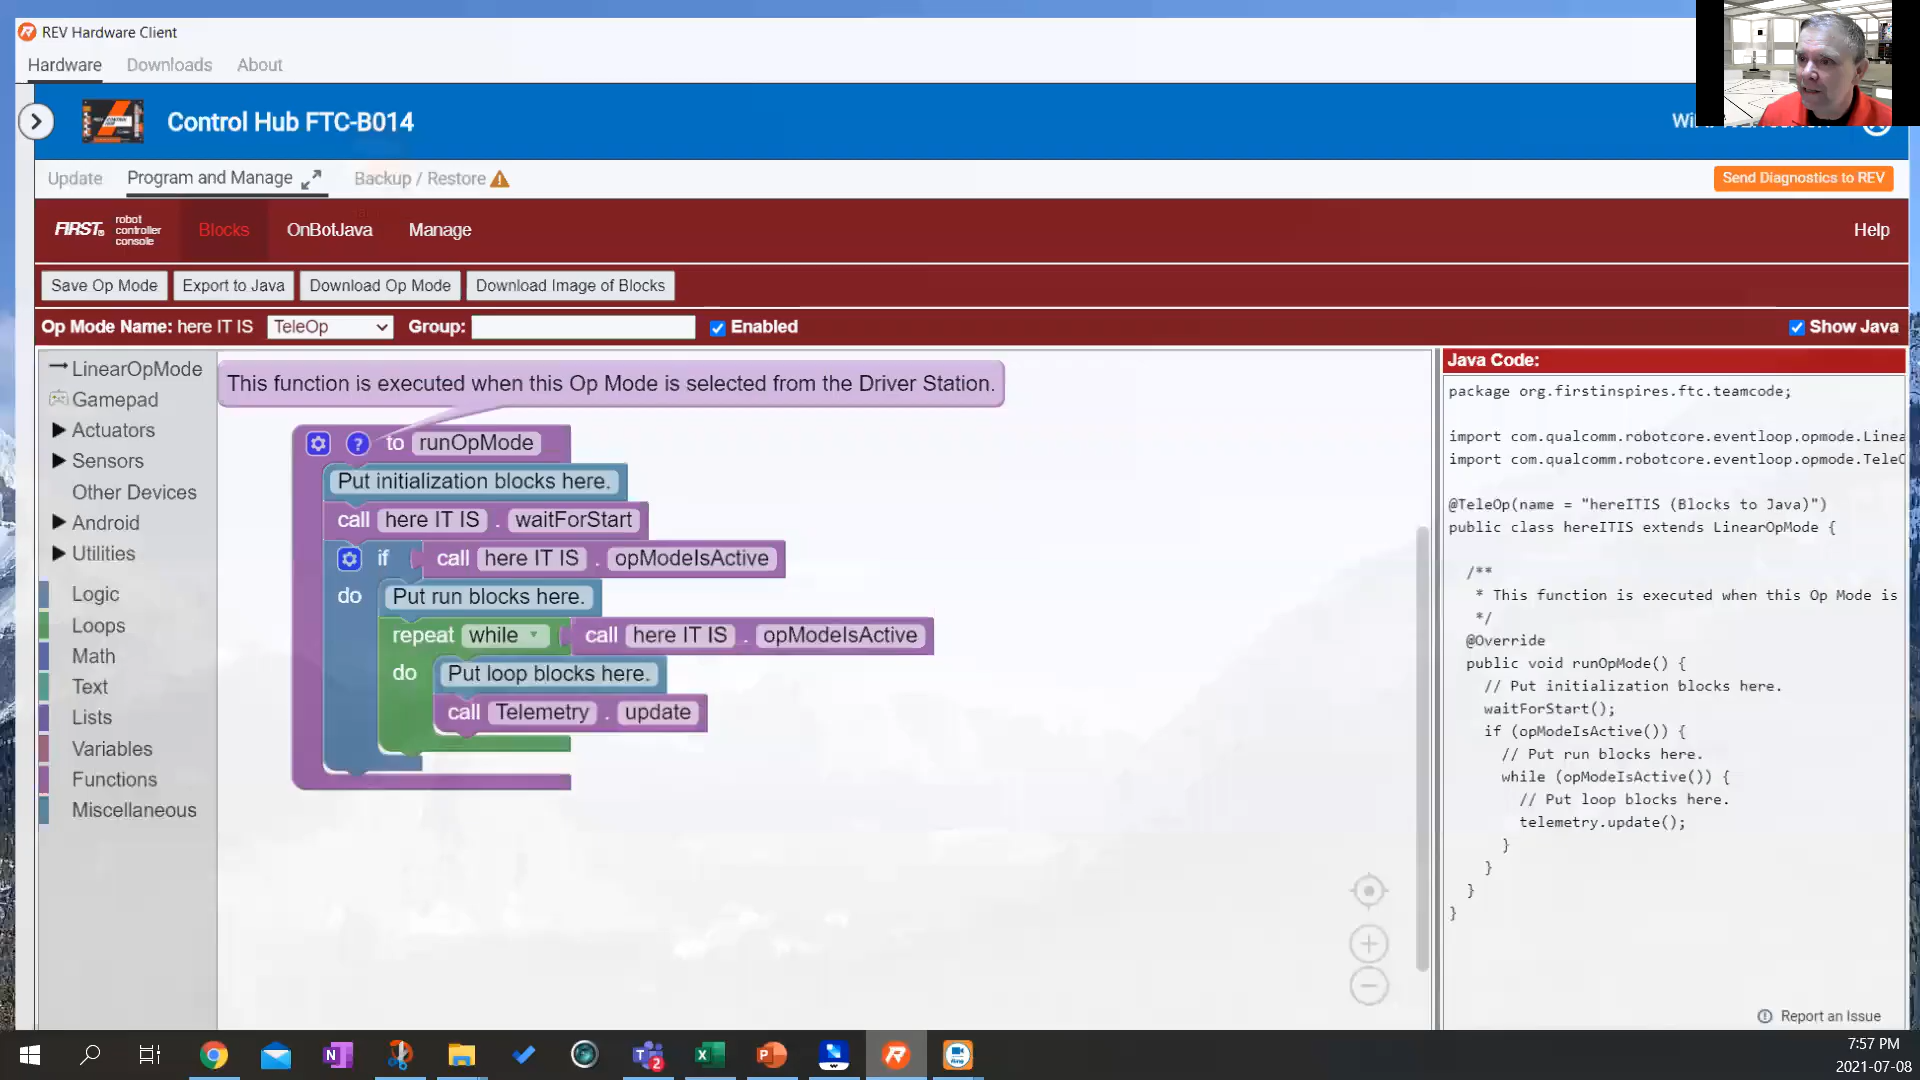 REV Hardware Client
Hardware Downloads About
Control Hub FTC-B014
Update Program and Manage Backup / Restore Send Diagnostics to REV
FIRST robot controller console Blocks OnBotJava Manage Help
Save Op Mode Export to Java Download Op Mode Download Image of Blocks
Op Mode Name: here IT IS TeleOp Group: Enabled Show Java
LinearOpMode
Gamepad
Actuators
Sensors
Other Devices
Android
Utilities
Logic
Loops
Math
Text
Lists
Variables
Functions
Miscellaneous
This function is executed when this Op Mode is selected from the Driver Station.
? to runOpMode
Put initialization blocks here.
call here IT IS . waitForStart
if call here IT IS . opModeIsActive
do Put run blocks here.
repeat while call here IT IS . opModeIsActive
do Put loop blocks here.
call Telemetry . update
Java Code:
package org.firstinspires.ftc.teamcode;
import com.qualcomm.robotcore.eventloop.opmode.Linea
import com.qualcomm.robotcore.eventloop.opmode.TeleO
@TeleOp(name = "hereITIS (Blocks to Java)")
public class hereITIS extends LinearOpMode {
/**
* This function is executed when this Op Mode is
*/
@Override
public void runOpMode() {
// Put initialization blocks here.
waitForStart();
if (opModeIsActive()) {
// Put run blocks here.
while (opModeIsActive()) {
// Put loop blocks here.
telemetry.update();
}
}
}
}
Report an Issue
7:57 PM
2021-07-08